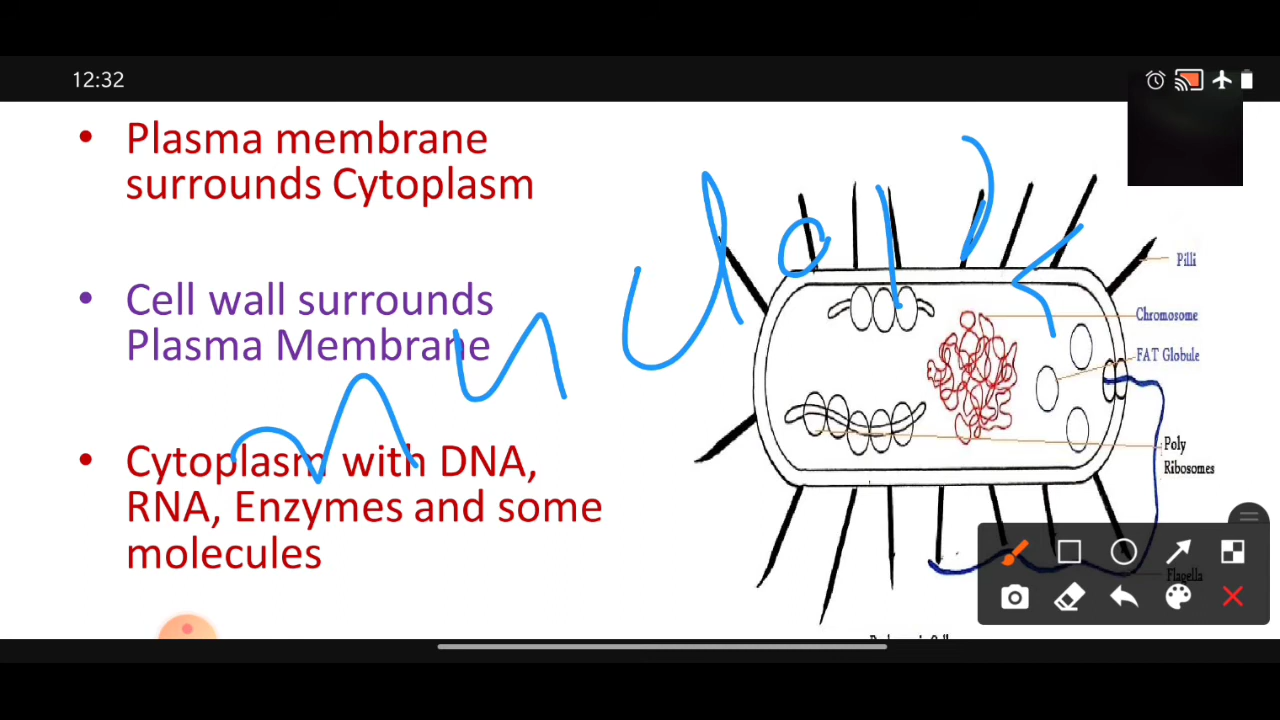 12:32
• Plasma membrane
surrounds Cytoplasm
• Cell wall surrounds
Plasma Membrane
• Cytoplasm with DNA,
RNA, Enzymes and some
molecules
Pilli
Chromosome
FAT Globule
Poly
Ribosomes
Flagella